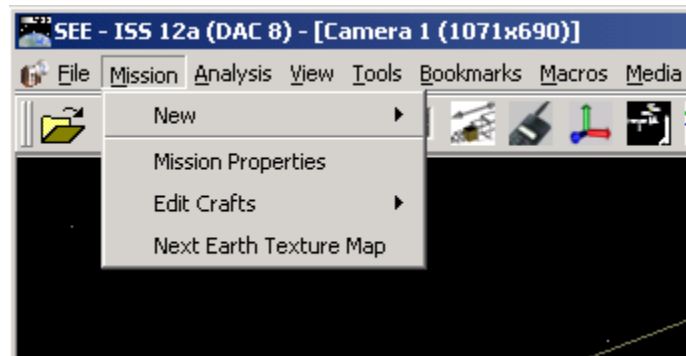 SEE - ISS 12a (DAC 8) - [Camera 1 (1071x690)]
File Mission Analysis View Tools Bookmarks Macros Media
New
Mission Properties
Edit Crafts
Next Earth Texture Map